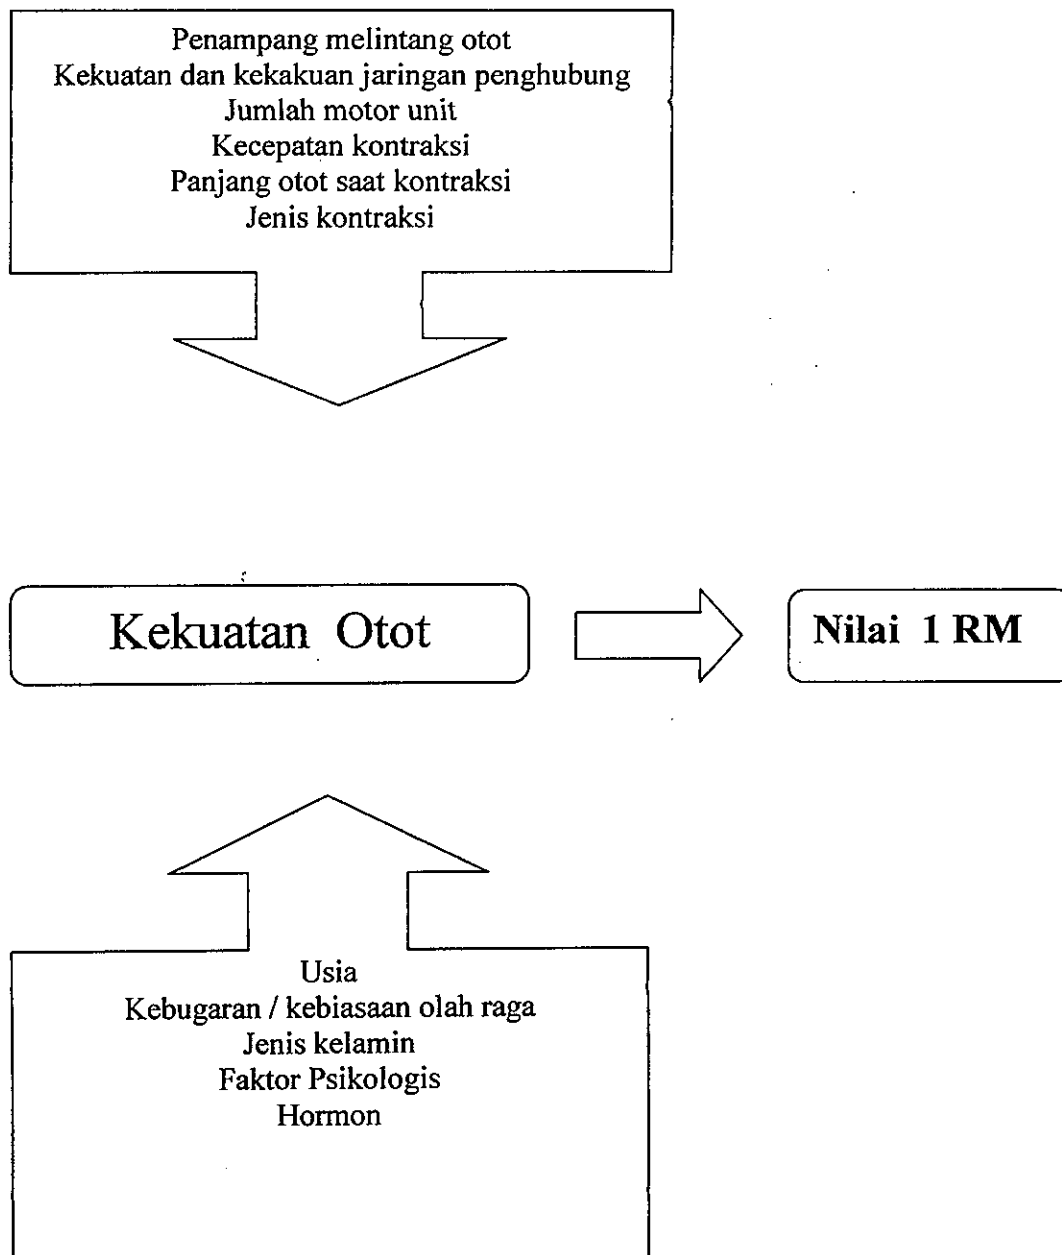 Penampang melintang otot
Kekuatan dan kekakuan jaringan penghubung
Jumlah motor unit
Kecepatan kontraksi
Panjang otot saat kontraksi
Jenis kontraksi
Kekuatan Otot
Nilai 1 RM
Usia
Kebugaran / kebiasaan olah raga
Jenis kelamin
Faktor Psikologis
Hormon